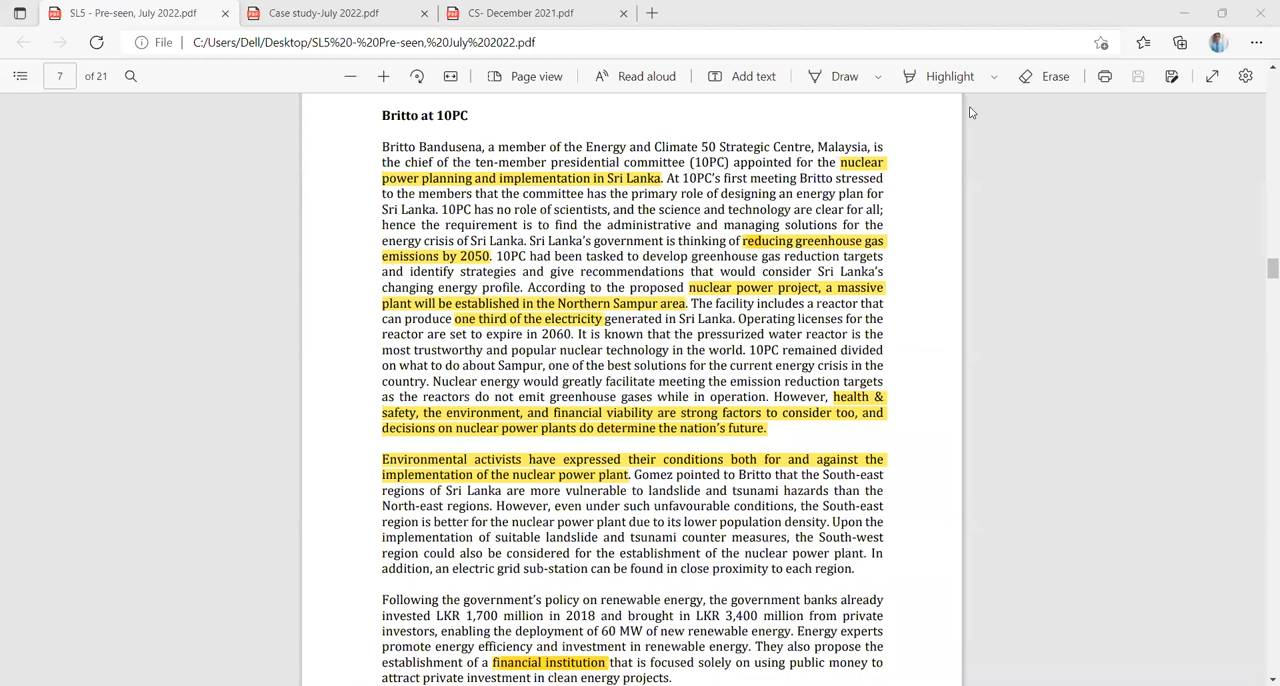 SL5 - Pre-seen, July 2022.pdf
Case study-July 2022.pdf
CS- December 2021.pdf
File
C:/Users/Dell/Desktop/SL5%20-%20Pre-seen,%20July%202022.pdf
7 of 21
Page view
Read aloud
Add text
Draw
Highlight
Erase
Britto at 10PC
Britto Bandusena, a member of the Energy and Climate 50 Strategic Centre, Malaysia, is
the chief of the ten-member presidential committee (10PC) appointed for the nuclear
power planning and implementation in Sri Lanka. At 10PC's first meeting Britto stressed
to the members that the committee has the primary role of designing an energy plan for
Sri Lanka. 10PC has no role of scientists, and the science and technology are clear for all;
hence the requirement is to find the administrative and managing solutions for the
energy crisis of Sri Lanka. Sri Lanka's government is thinking of reducing greenhouse gas
emissions by 2050. 10PC had been tasked to develop greenhouse gas reduction targets
and identify strategies and give recommendations that would consider Sri Lanka's
changing energy profile. According to the proposed nuclear power project, a massive
plant will be established in the Northern Sampur area. The facility includes a reactor that
can produce one third of the electricity generated in Sri Lanka. Operating licenses for the
reactor are set to expire in 2060. It is known that the pressurized water reactor is the
most trustworthy and popular nuclear technology in the world. 10PC remained divided
on what to do about Sampur, one of the best solutions for the current energy crisis in the
country. Nuclear energy would greatly facilitate meeting the emission reduction targets
as the reactors do not emit greenhouse gases while in operation. However, health &
safety, the environment, and financial viability are strong factors to consider too, and
decisions on nuclear power plants do determine the nation's future.
Environmental activists have expressed their conditions both for and against the
implementation of the nuclear power plant. Gomez pointed to Britto that the South-east
regions of Sri Lanka are more vulnerable to landslide and tsunami hazards than the
North-east regions. However, even under such unfavourable conditions, the South-east
region is better for the nuclear power plant due to its lower population density. Upon the
implementation of suitable landslide and tsunami counter measures, the South-west
region could also be considered for the establishment of the nuclear power plant. In
addition, an electric grid sub-station can be found in close proximity to each region.
Following the government's policy on renewable energy, the government banks already
invested LKR 1,700 million in 2018 and brought in LKR 3,400 million from private
investors, enabling the deployment of 60 MW of new renewable energy. Energy experts
promote energy efficiency and investment in renewable energy. They also propose the
establishment of a financial institution that is focused solely on using public money to
attract private investment in clean energy projects.